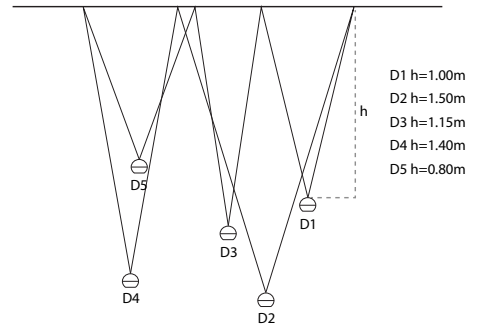 h
D1 h=1.00m
D2 h=1.50m
D3 h=1.15m
D4 h=1.40m
D5 h=0.80m
D5
D1
D3
D4
D2